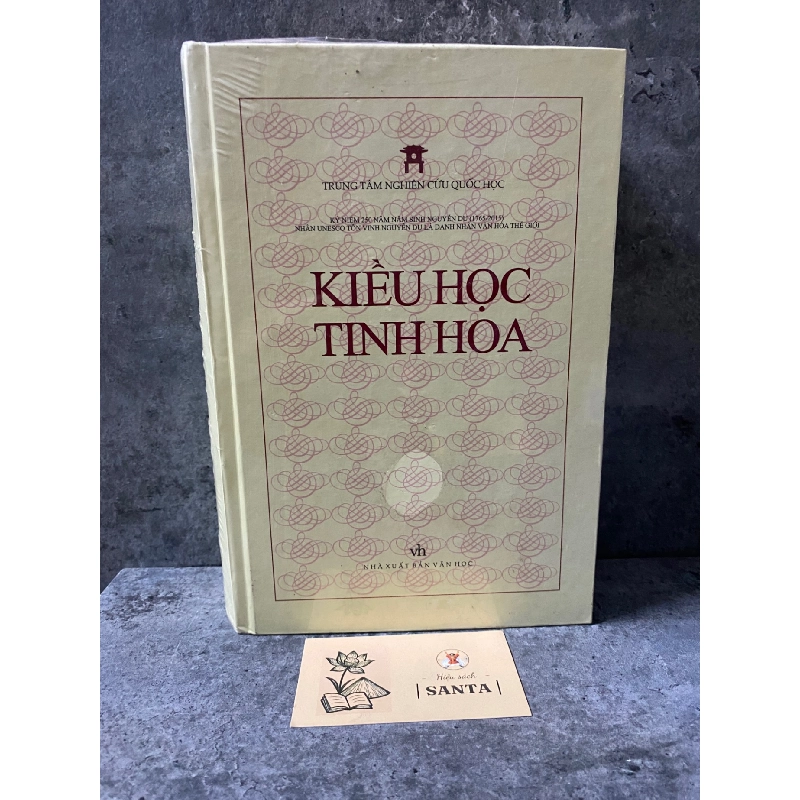 TRUNG TÂM NGHIÊN CỨU QUỐC HỌC
KỶ NIỆM 250 NĂM NĂM SINH NGUYỄN DU (1765-2015)
NHÂN UNESCO TÔN VINH NGUYỄN DU LÀ DANH NHÂN VĂN HÓA THẾ GIỚI
KIỀU HỌC
TINH HOA
vh
NHÀ XUẤT BẢN VĂN HỌC
Hiệu sách
SANTA